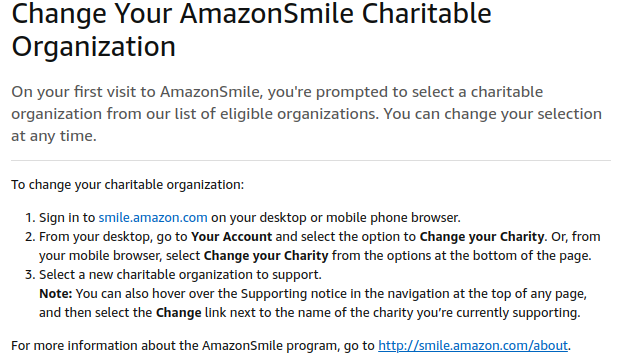 Change Your AmazonSmile Charitable
Organization
On your first visit to AmazonSmile, you're prompted to select a charitable
organization from our list of eligible organizations. You can change your selection
at any time.
To change your charitable organization:
1. Sign in to smile.amazon.com on your desktop or mobile phone browser.
2. From your desktop, go to Your Account and select the option to Change your Charity. Or, from
your mobile browser, select Change your Charity from the options at the bottom of the page.
3. Select a new charitable organization to support.
Note: You can also hover over the Supporting notice in the navigation at the top of any page,
and then select the Change link next to the name of the charity you’re currently supporting.
For more information about the AmazonSmile program, go to http://smile.amazon.com/about.